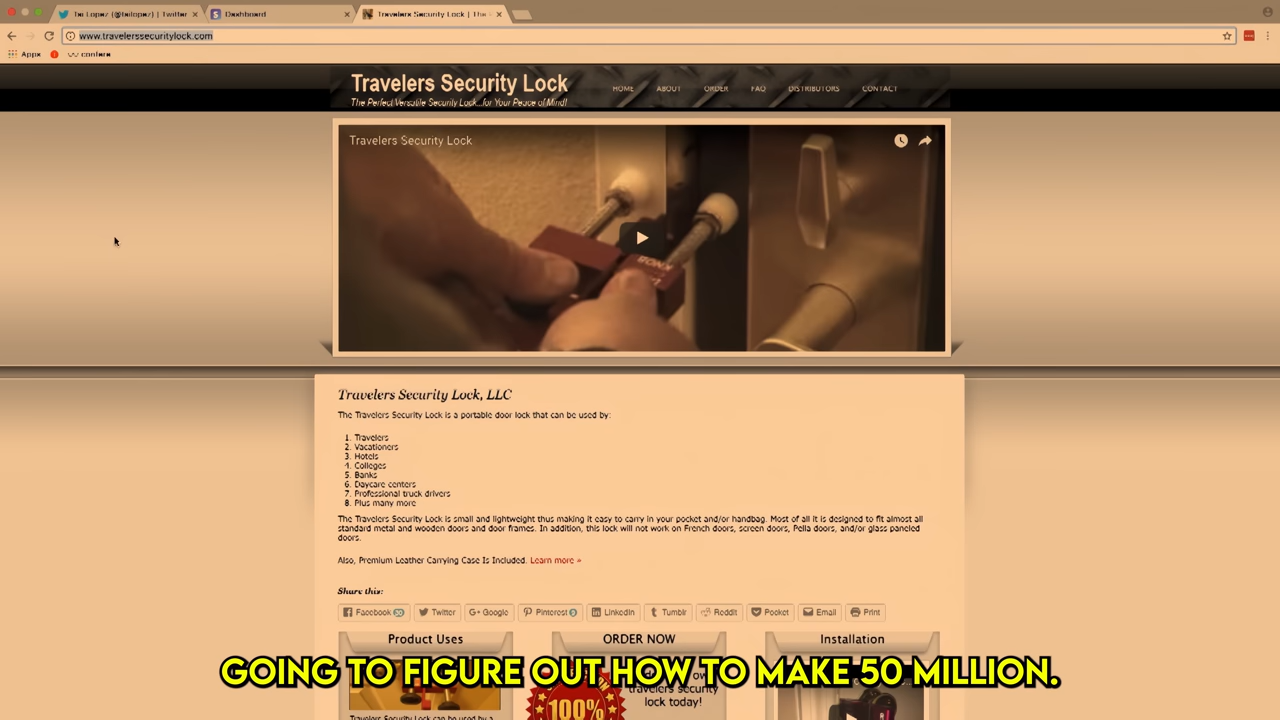 Tai Lopez (@tailopez) | Twitter
Dashboard
Travelers Security Lock | The
www.travelerssecuritylock.com
Apps
confere
Travelers Security Lock
The Perfect Versatile Security Lock...for Your Peace of Mind!
HOME ABOUT ORDER FAQ DISTRIBUTORS CONTACT
Travelers Security Lock
Travelers Security Lock, LLC
The Travelers Security Lock is a portable door lock that can be used by:
1. Travelers
2. Vacationers
3. Hotels
4. Colleges
5. Banks
6. Daycare centers
7. Professional truck drivers
8. Plus many more
The Travelers Security Lock is small and lightweight thus making it easy to carry in your pocket and/or handbag. Most of all it is designed to fit almost all
standard metal and wooden doors and door frames. In addition, this lock will not work on French doors, screen doors, Pella doors, and/or glass paneled
doors.
Also, Premium Leather Carrying Case Is Included. Learn more »
Share this:
Facebook Twitter Google Pinterest LinkedIn Tumblr Reddit Pocket Email Print
Product Uses
ORDER NOW
Installation
travelers security
lock today!
100%
GOING TO FIGURE OUT HOW TO MAKE 50 MILLION.